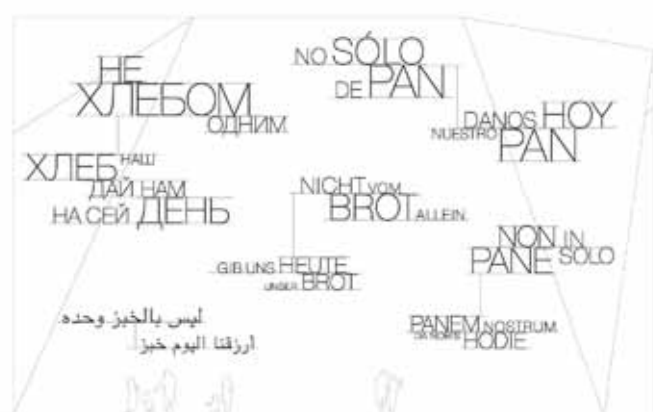 НЕ
ХЛЕБОМ
ОДНИМ
ХЛЕБ НАШ
ДАЙ НАМ
НА СЕЙ ДЕНЬ
NO SÓLO
DE PAN
DANOS HOY
NUESTRO PAN
NICHT VOM
BROT ALLEIN
GIB UNS HEUTE
UNSER BROT
NON IN
PANE SOLO
PANEM NOSTRUM
DA NOBIS HODIE
ليس بالخبز وحده
ارزقنا اليوم خبز